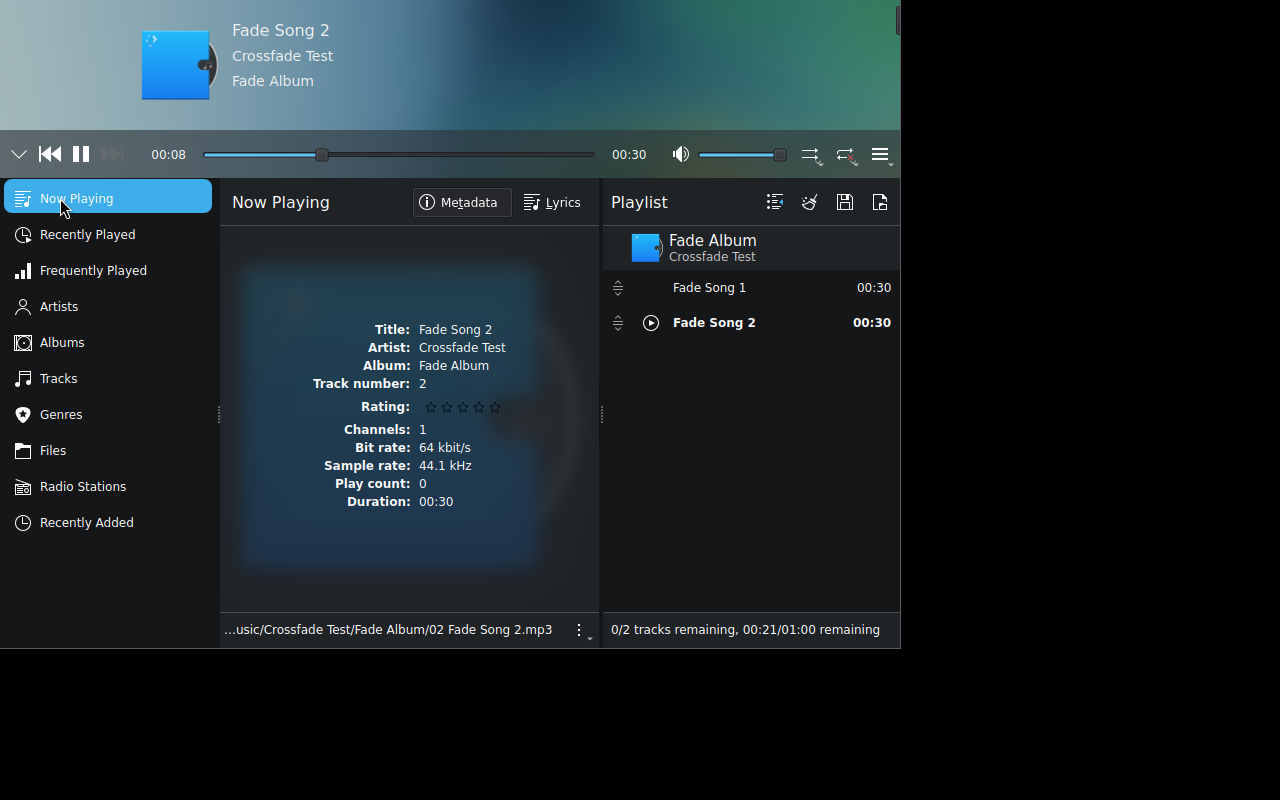 Fade Song 2
Crossfade Test
Fade Album
00:08
00:30
Now Playing
Recently Played
Frequently Played
Artists
Albums
Tracks
Genres
Files
Radio Stations
Recently Added
Now Playing
Metadata
Lyrics
Title: Fade Song 2
Artist: Crossfade Test
Album: Fade Album
Track number: 2
Rating:
Channels: 1
Bit rate: 64 kbit/s
Sample rate: 44.1 kHz
Play count: 0
Duration: 00:30
...usic/Crossfade Test/Fade Album/02 Fade Song 2.mp3
Playlist
Fade Album
Crossfade Test
Fade Song 1 00:30
Fade Song 2 00:30
0/2 tracks remaining, 00:21/01:00 remaining